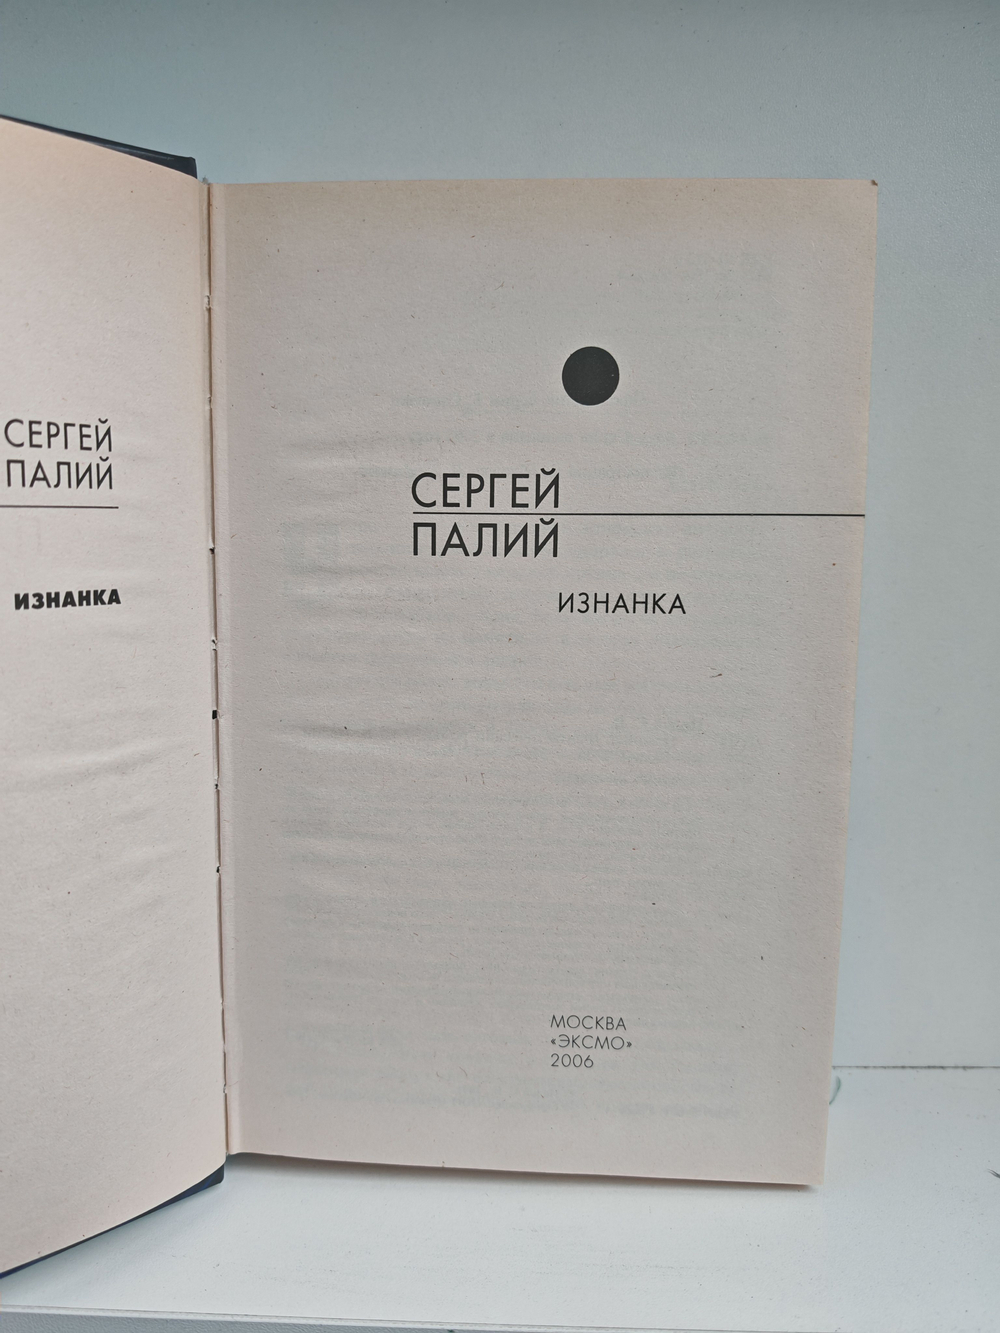 СЕРГЕЙ
ПАЛИЙ
ИЗНАНКА
СЕРГЕЙ
ПАЛИЙ
ИЗНАНКА
МОСКВА
«ЭКСМО»
2006